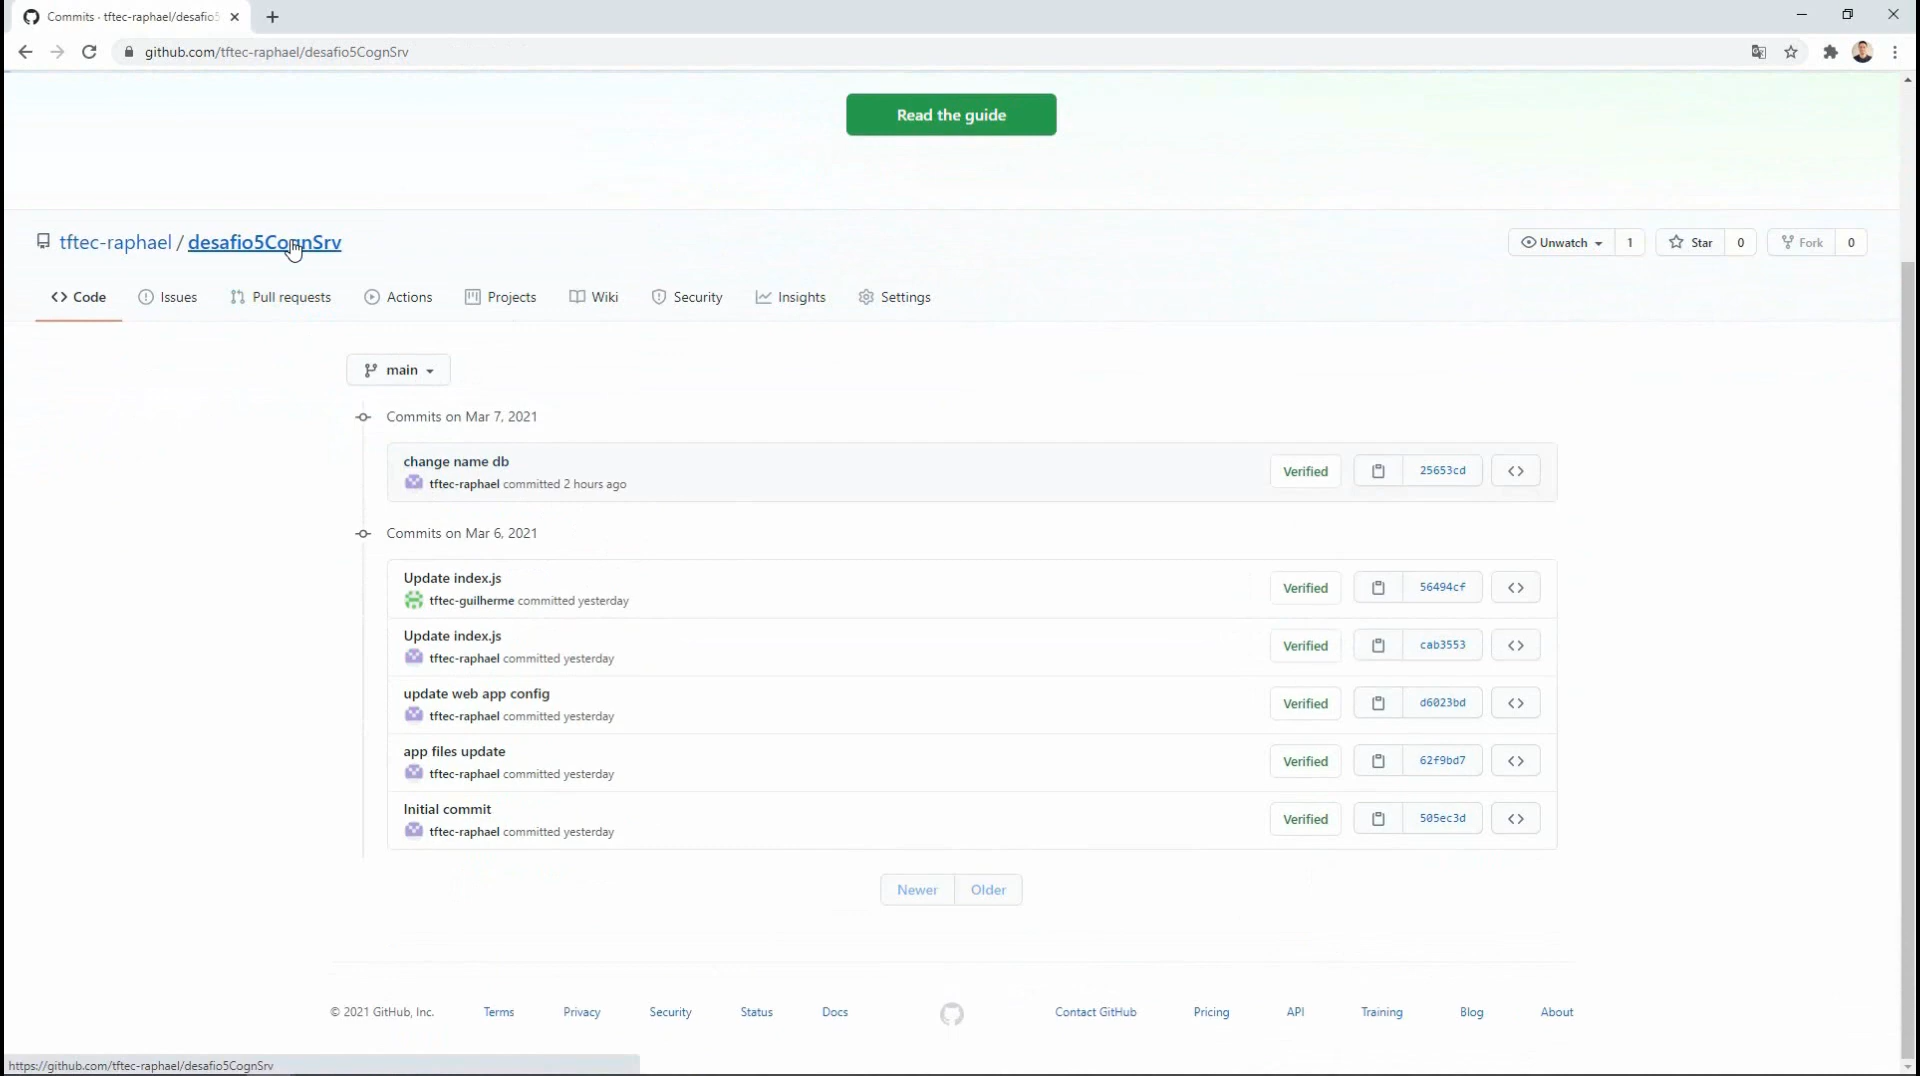 Commits · tftec-raphael/desafio5
github.com/tftec-raphael/desafio5CognSrv
Read the guide
tftec-raphael / desafio5CognSrv
Unwatch 1 Star 0 Fork 0
Code Issues Pull requests Actions Projects Wiki Security Insights Settings
main
Commits on Mar 7, 2021
change name db
tftec-raphael committed 2 hours ago
Verified 25653cd
Commits on Mar 6, 2021
Update index.js
tftec-guilherme committed yesterday
Verified 56494cf
Update index.js
tftec-raphael committed yesterday
Verified cab3553
update web app config
tftec-raphael committed yesterday
Verified d6023bd
app files update
tftec-raphael committed yesterday
Verified 62f9bd7
Initial commit
tftec-raphael committed yesterday
Verified 505ec3d
Newer Older
© 2021 GitHub, Inc. Terms Privacy Security Status Docs Contact GitHub Pricing API Training Blog About
https://github.com/tftec-raphael/desafio5CognSrv